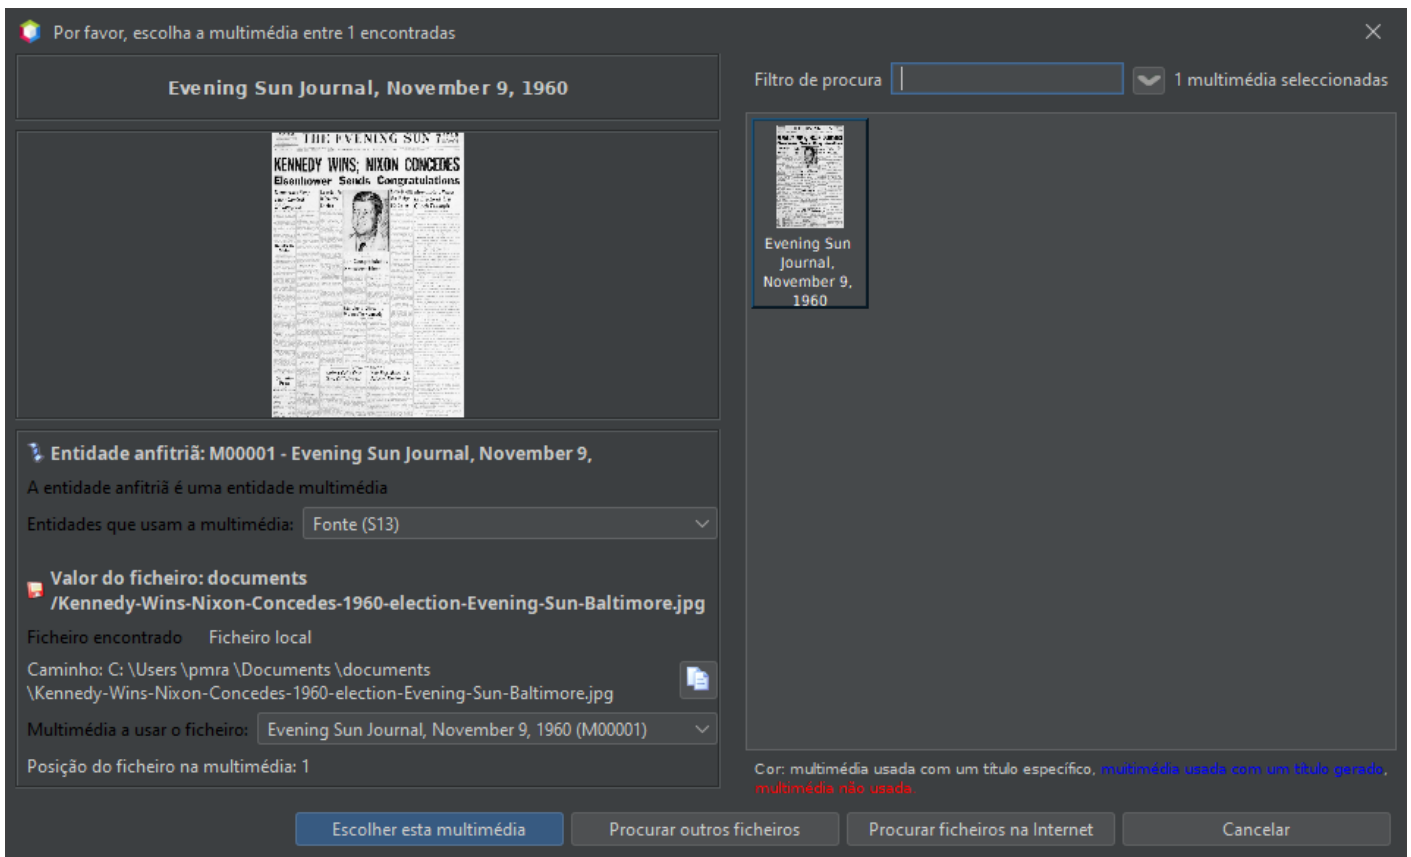 Por favor, escolha a multimédia entre 1 encontradas
Evening Sun Journal, November 9, 1960
THE EVENING SUN
KENNEDY WINS; NIXON CONCEDES
Eisenhower Sends Congratulations
Entidade anfitriã: M00001 - Evening Sun Journal, November 9,
A entidade anfitriã é uma entidade multimédia
Entidades que usam a multimédia: Fonte (S13)
Valor do ficheiro: documents
/Kennedy-Wins-Nixon-Concedes-1960-election-Evening-Sun-Baltimore.jpg
Ficheiro encontrado Ficheiro local
Caminho: C: \Users \pmra \Documents \documents
\Kennedy-Wins-Nixon-Concedes-1960-election-Evening-Sun-Baltimore.jpg
Multimédia a usar o ficheiro: Evening Sun Journal, November 9, 1960 (M00001)
Posição do ficheiro na multimédia: 1
Filtro de procura 1 multimédia seleccionadas
Evening Sun
Journal,
November 9,
1960
Cor: multimédia usada com um título específico, multimédia usada com um título gerado,
multimédia não usada.
Escolher esta multimédia Procurar outros ficheiros Procurar ficheiros na Internet Cancelar